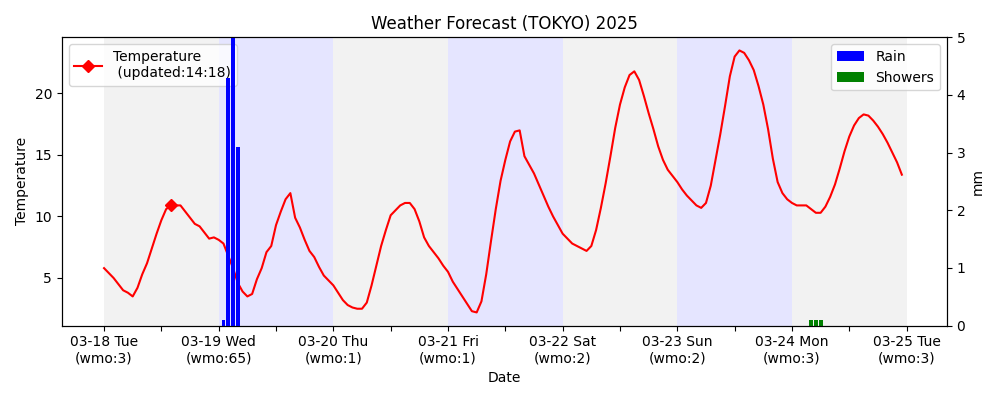 Weather Forecast (TOKYO) 2025
Temperature
(updated:14:18)
Rain
Showers
Temperature
20
15
10
5
5
4
3
2
1
0
mm
03-18 Tue
(wmo:3)
03-19 Wed
(wmo:65)
03-20 Thu
(wmo:1)
03-21 Fri
(wmo:1)
03-22 Sat
(wmo:2)
03-23 Sun
(wmo:2)
03-24 Mon
(wmo:3)
03-25 Tue
(wmo:3)
Date